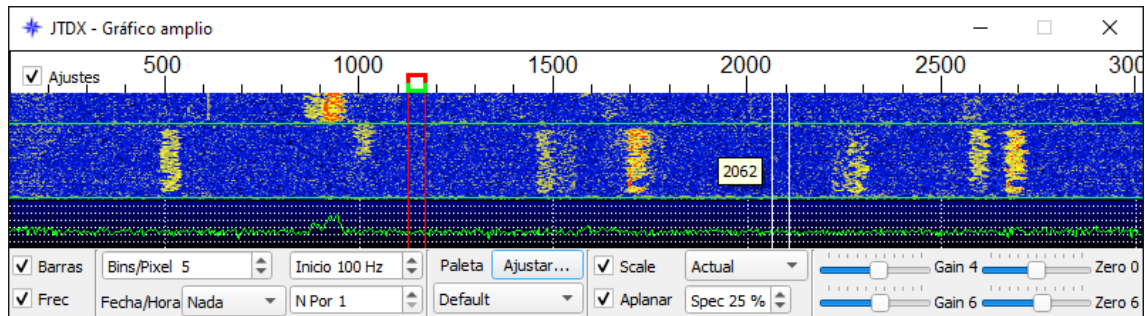 JTDX - Gráfico amplio
Ajustes 500 1000 1500 2000 2500 300
2062
Barras Bins/Pixel 5 Inicio 100 Hz Paleta Ajustar... Scale Actual Gain 4 Zero 0
Frec Fecha/Hora Nada N Por 1 Default Aplanar Spec 25 % Gain 6 Zero 6